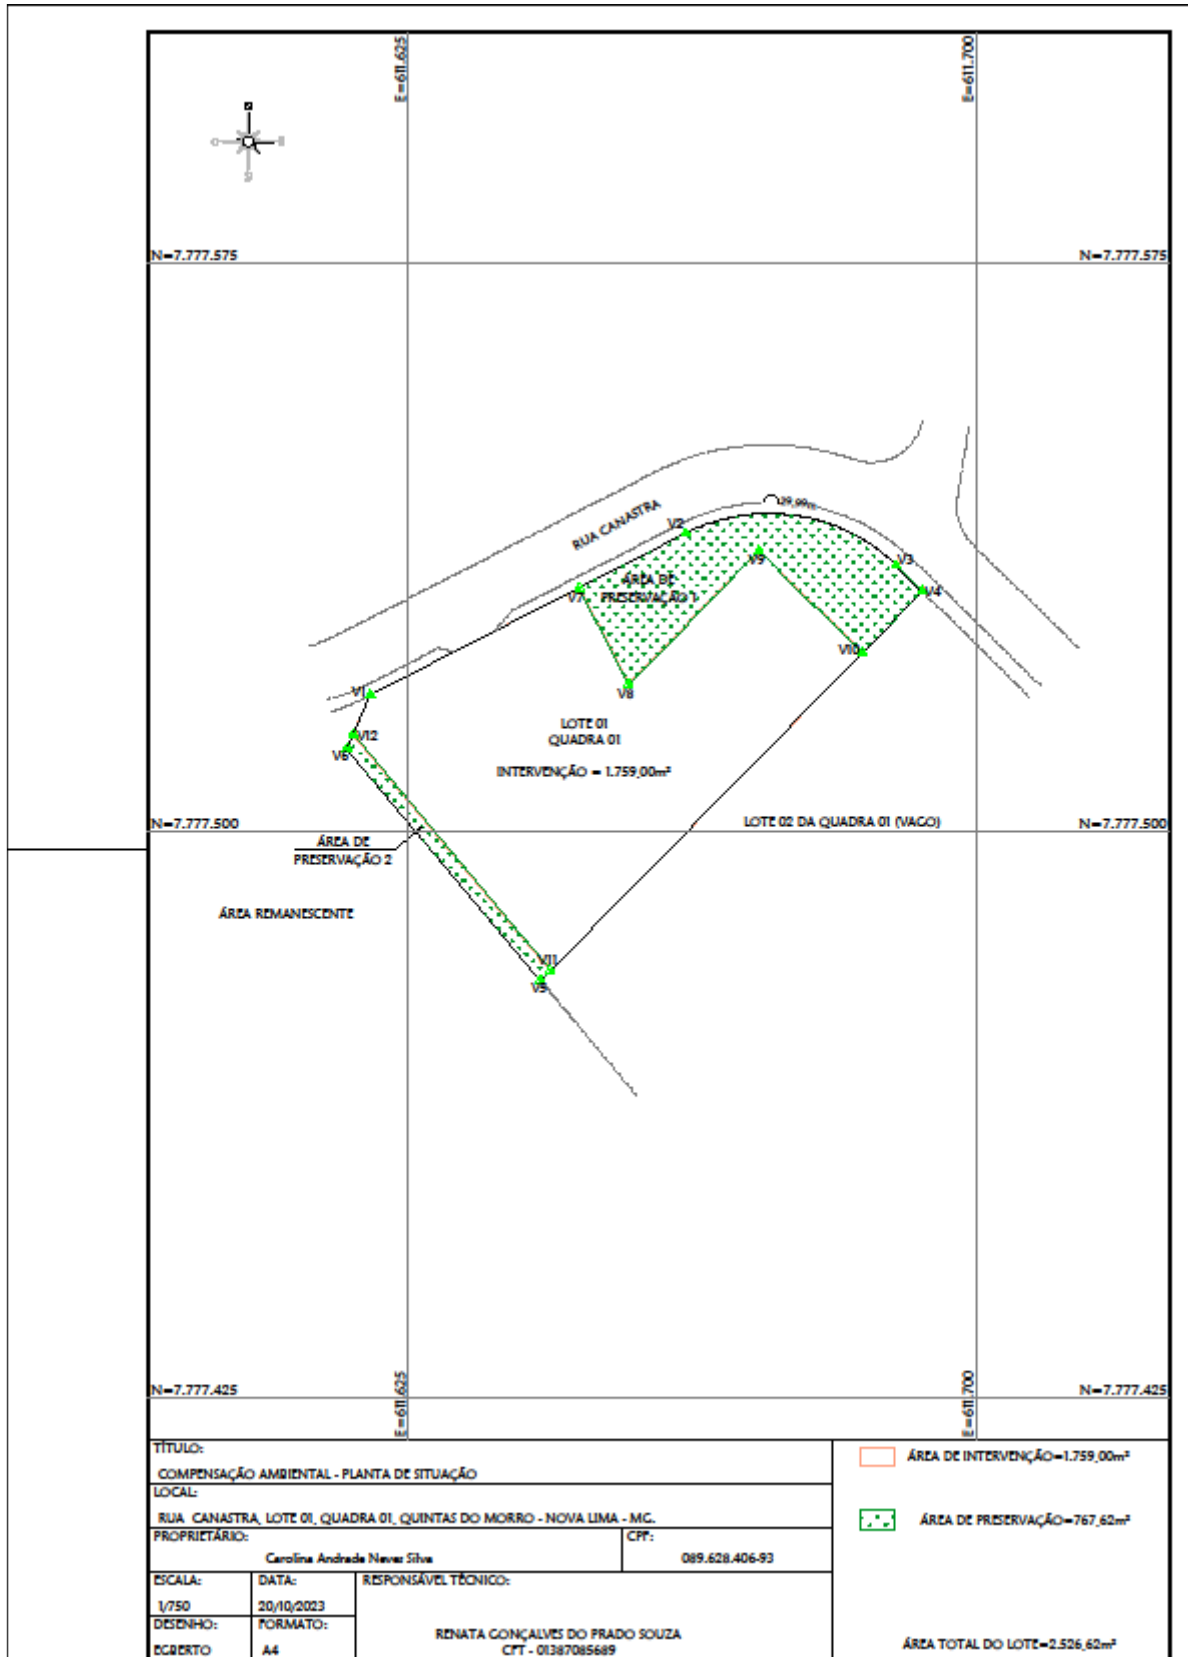 E=611.625
E=611.700
N=7.777.575
N=7.777.575
29,99m
RUA CANASTRA
V2
V9
V3
V4
ÁREA DE
PRESERVAÇÃO 1
V7
V10
V8
V1
V12
V6
LOTE 01
QUADRA 01
INTERVENÇÃO = 1.759,00m²
N=7.777.500
LOTE 02 DA QUADRA 01 (VAGO)
N=7.777.500
ÁREA DE
PRESERVAÇÃO 2
ÁREA REMANESCENTE
V11
V5
N=7.777.425
E=611.625
E=611.700
N=7.777.425
TÍTULO:
COMPENSAÇÃO AMBIENTAL - PLANTA DE SITUAÇÃO
LOCAL:
RUA CANASTRA, LOTE 01, QUADRA 01, QUINTAS DO MORRO - NOVA LIMA - MG.
PROPRIETÁRIO:
Carolina Andrade Neves Silva
CPF:
089.628.406-93
ESCALA:
1/750
DATA:
20/10/2023
RESPONSÁVEL TÉCNICO:
DESENHO:
EGBERTO
FORMATO:
A4
RENATA GONÇALVES DO PRADO SOUZA
CFT - 01387085689
ÁREA DE INTERVENÇÃO=1.759,00m²
ÁREA DE PRESERVAÇÃO=767,62m²
ÁREA TOTAL DO LOTE=2.526,62m²